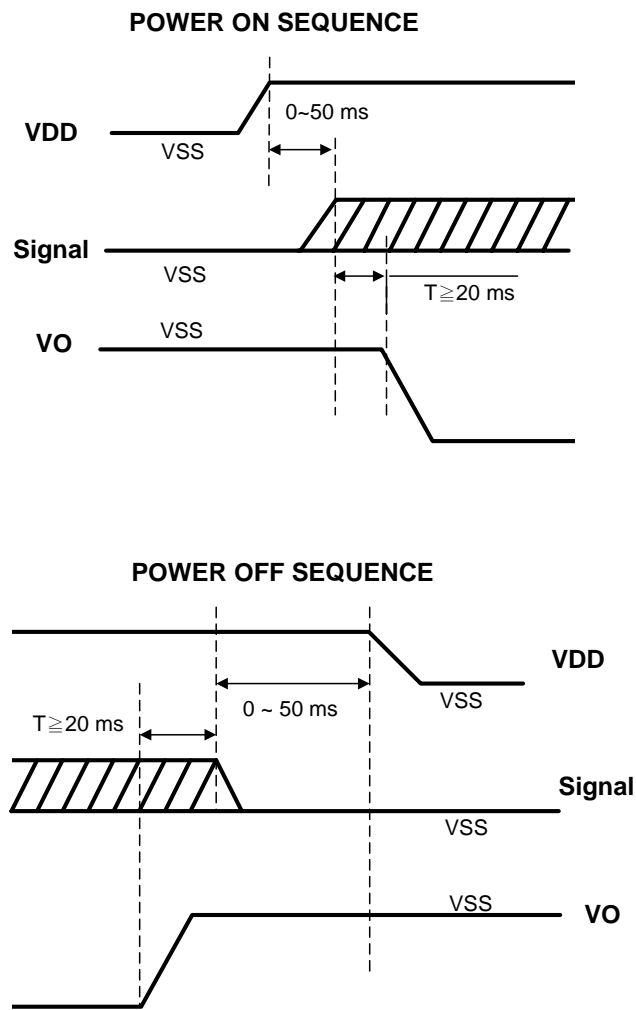 POWER ON SEQUENCE
0~50 ms
VDD
VSS
Signal
VSS
T≧20 ms
VSS
VO
POWER OFF SEQUENCE
VDD
VSS
T≧20 ms
0 ~ 50 ms
Signal
VSS
VSS
VO